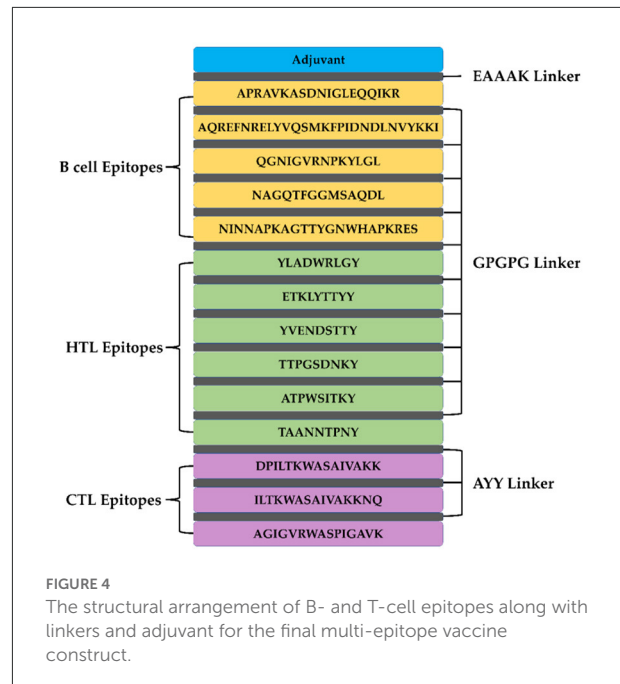 Adjuvant
EAAAK Linker
APRAVKASDNIGLEQQIKR
AQREFNRELYVQSMKFPIDNDLNVYKKI
B cell Epitopes
QGNIGVRNPKYLGL
NAGQTFGGMSAQDL
NINNAPKAGTTYGNWHAPKRES
YLADWRLGY
GPGPG Linker
ETKLYTTYY
HTL Epitopes
YVENDSTTY
TTPGSDNKY
ATPWSITKY
TAANNTPNY
DPILTKWASAIVAKK
AYY Linker
CTL Epitopes
ILTKWASAIVAKKNQ
AGIGVRWASPIGAVK
FIGURE 4
The structural arrangement of B- and T-cell epitopes along with
linkers and adjuvant for the final multi-epitope vaccine
construct.